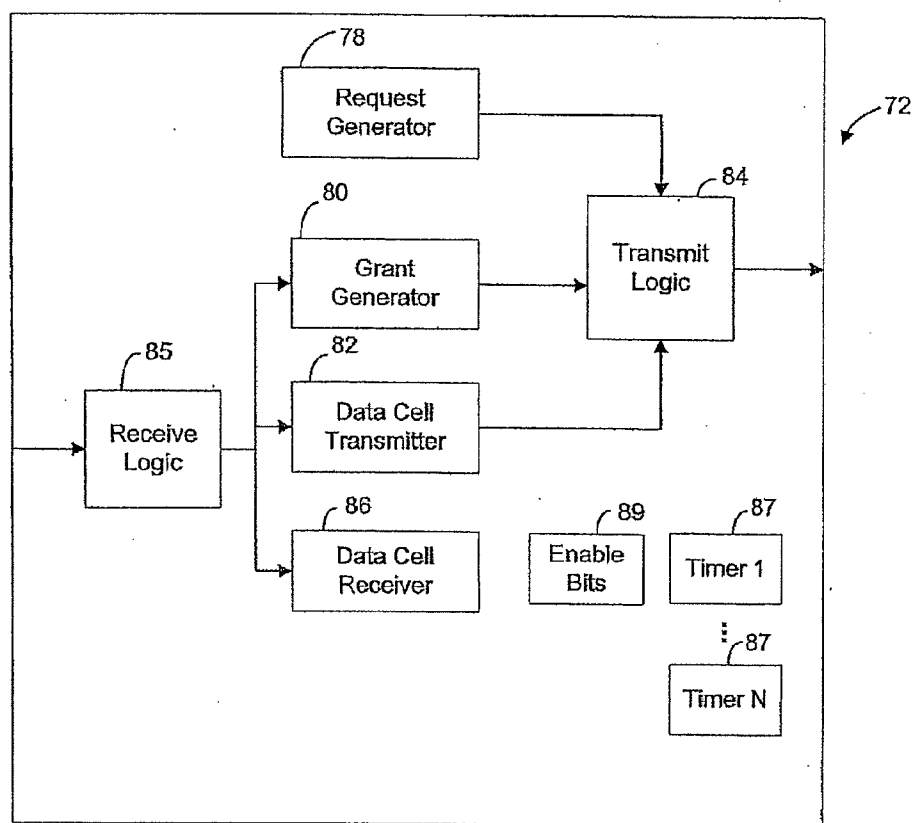 78
Request
Generator
72
84
Transmit
Logic
80
Grant
Generator
85
Receive
Logic
82
Data Cell
Transmitter
86
Data Cell
Receiver
89
Enable
Bits
87
Timer 1
87
Timer N